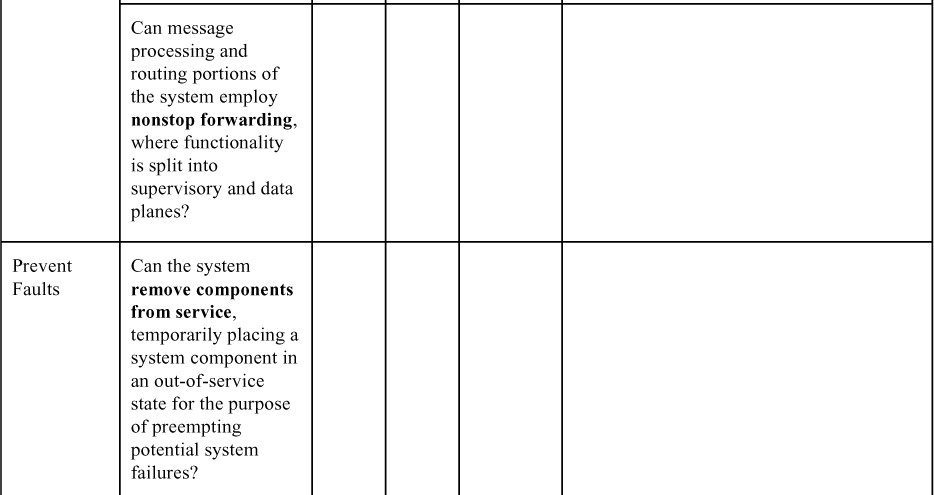 Can message
processing and
routing portions of
the system employ
nonstop forwarding,
where functionality
is split into
supervisory and data
planes?
Prevent
Faults
Can the system
remove components
from service,
temporarily placing a
system component in
an out-of-service
state for the purpose
of preempting
potential system
failures?